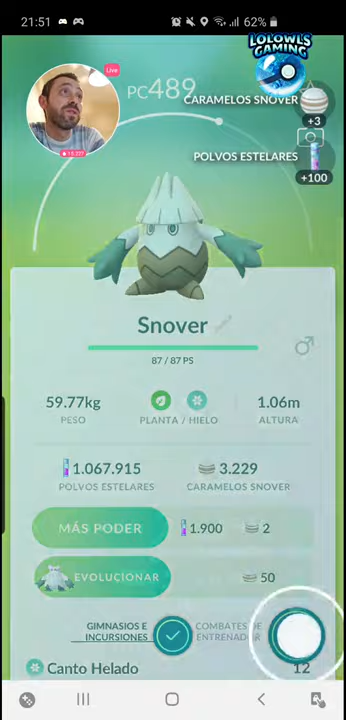 21:51
62%
LOLOWLS
GAMING
Live
PC489
CARAMELOS SNOVER
+3
POLVOS ESTELARES
+100
Snover
87 / 87 PS
59.77kg
PESO
PLANTA / HIELO
1.06m
ALTURA
1.067.915
POLVOS ESTELARES
3.229
CARAMELOS SNOVER
MÁS PODER
1.900
2
EVOLUCIONAR
50
GIMNASIOS E
INCURSIONES
COMBATES DE
ENTRENADOR
Canto Helado
12